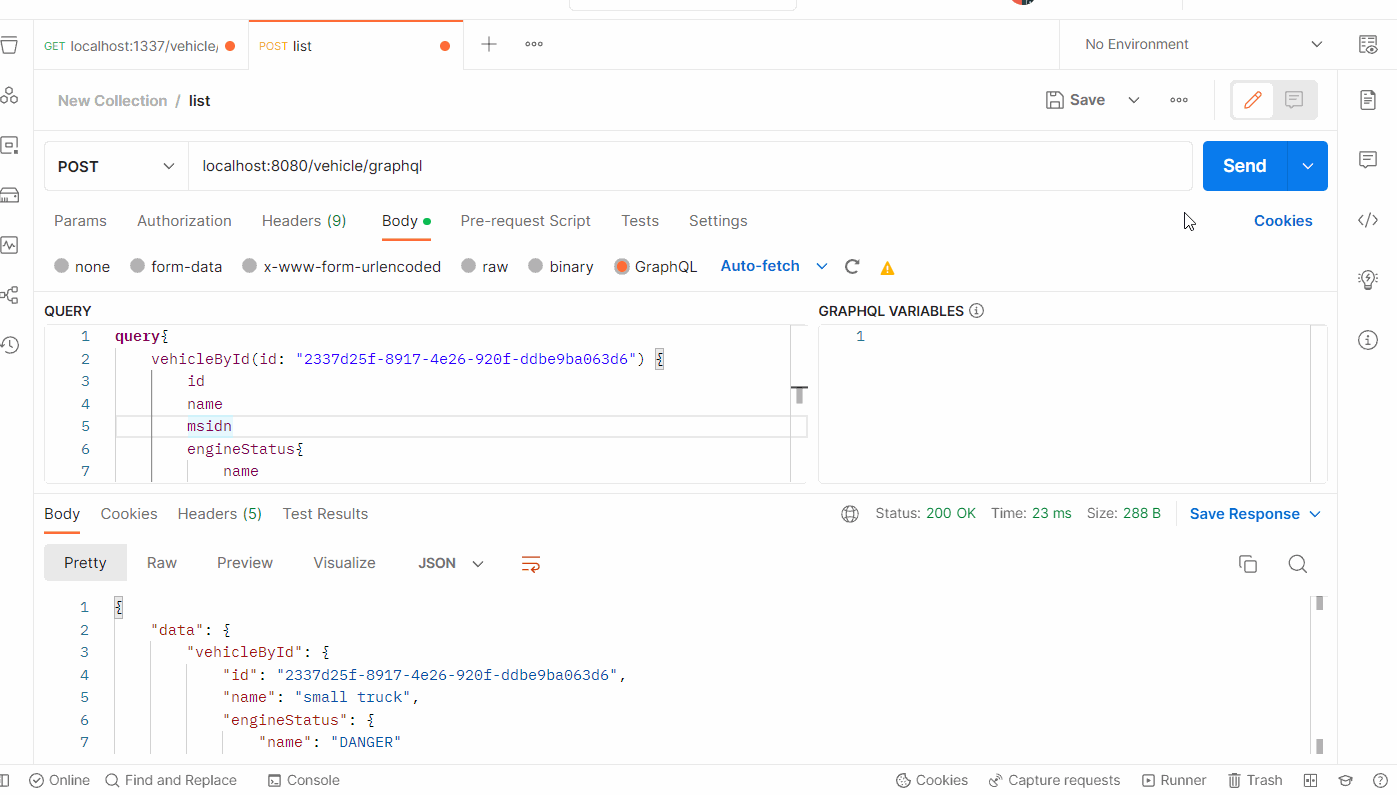 GET localhost:1337/vehicle/ POST list No Environment
New Collection / list Save
POST localhost:8080/vehicle/graphql Send
Params Authorization Headers (9) Body Pre-request Script Tests Settings Cookies
none form-data x-www-form-urlencoded raw binary GraphQL Auto-fetch
QUERY GRAPHQL VARIABLES
1 query{ 1
2 vehicleById(id: "2337d25f-8917-4e26-920f-ddbe9ba063d6") {
3 id
4 name
5 msidn
6 engineStatus{
7 name
Body Cookies Headers (5) Test Results Status: 200 OK Time: 23 ms Size: 288 B Save Response
Pretty Raw Preview Visualize JSON
1 {
2 "data": {
3 "vehicleById": {
4 "id": "2337d25f-8917-4e26-920f-ddbe9ba063d6",
5 "name": "small truck",
6 "engineStatus": {
7 "name": "DANGER"
Online Find and Replace Console Cookies Capture requests Runner Trash